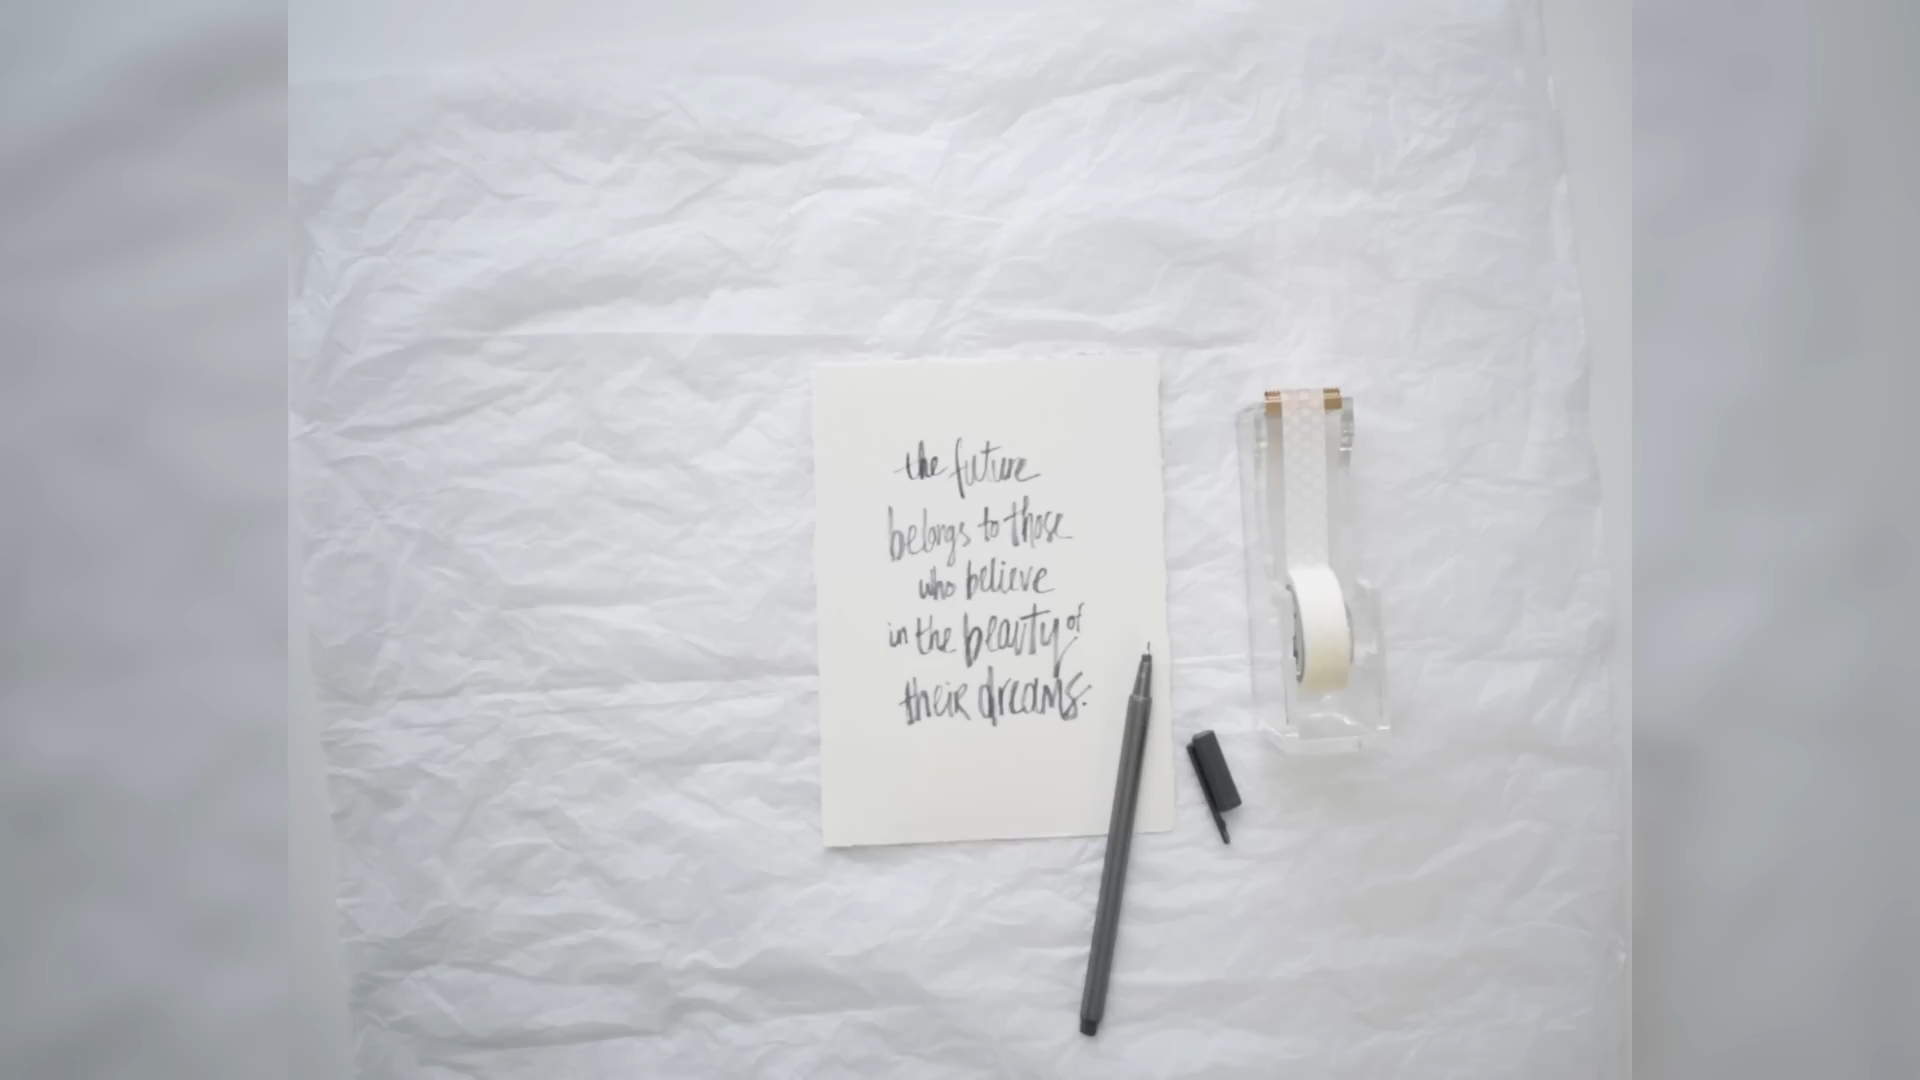 the future
belongs to those
who believe
in the beauty of
their dreams.